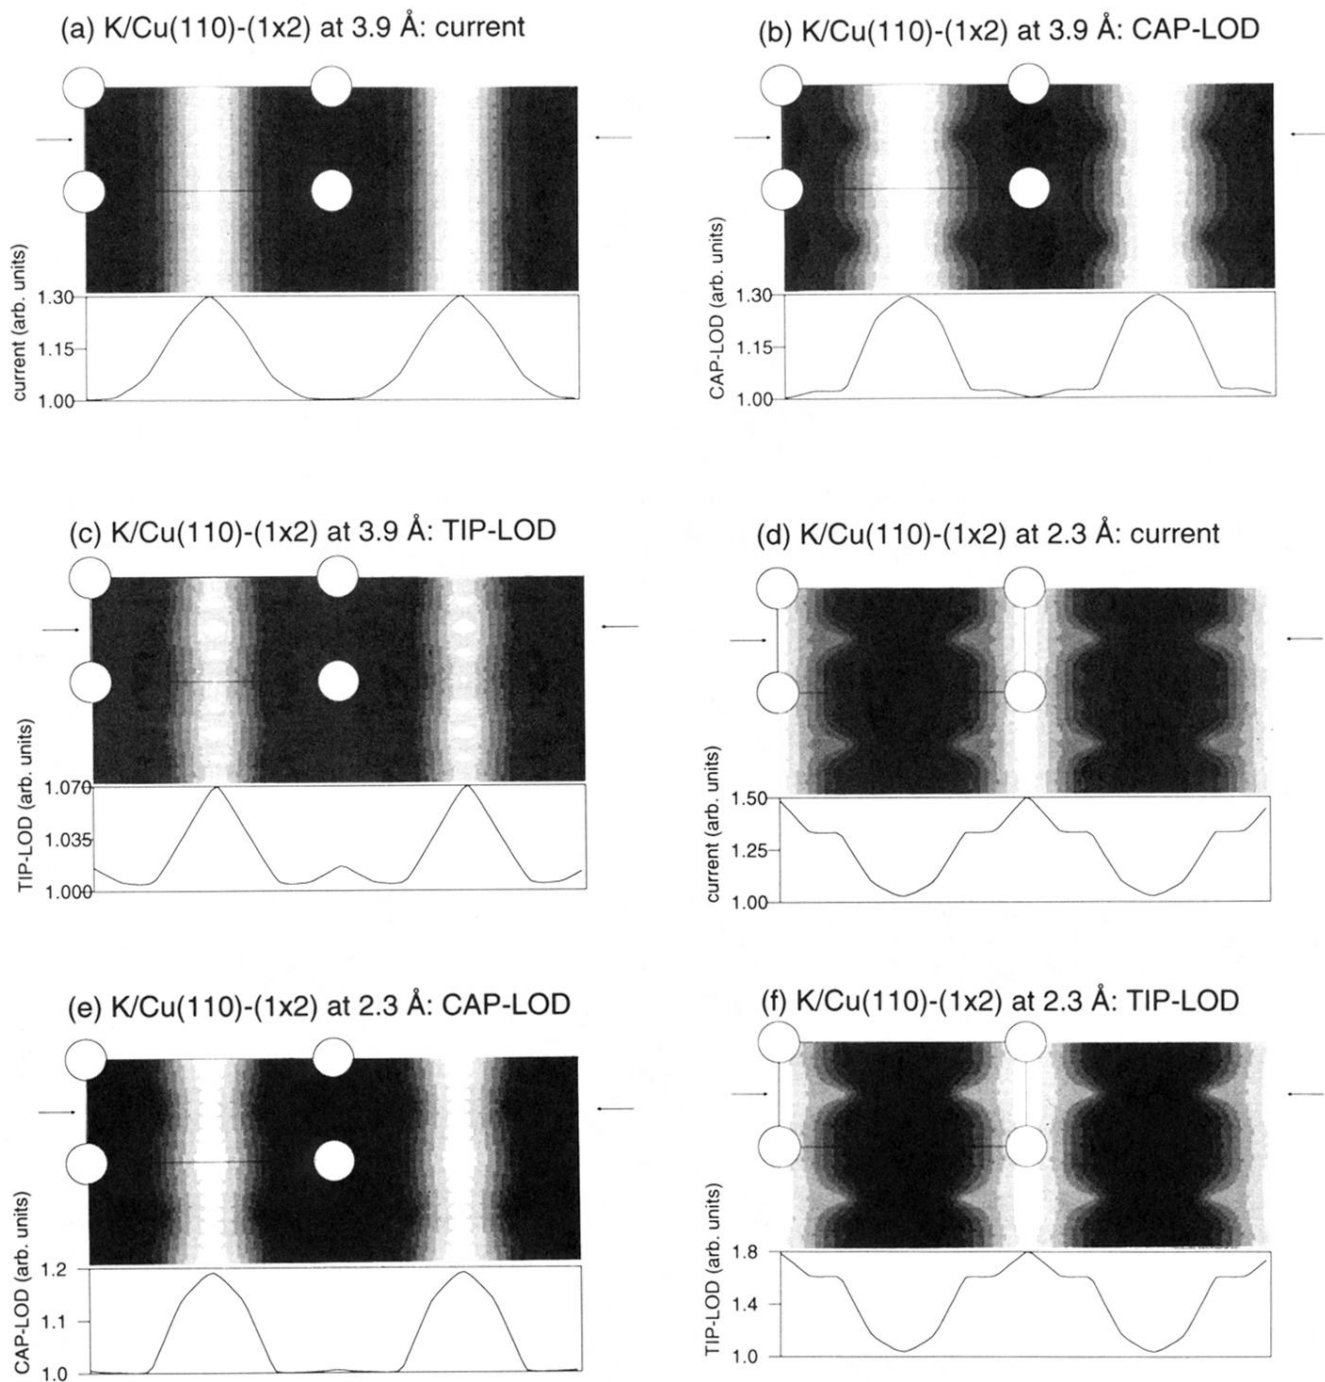 (a) K/Cu(110)-(1x2) at 3.9 Å: current
current (arb. units)
1.30
1.15
1.00
(b) K/Cu(110)-(1x2) at 3.9 Å: CAP-LOD
CAP-LOD (arb. units)
1.30
1.15
1.00
(c) K/Cu(110)-(1x2) at 3.9 Å: TIP-LOD
TIP-LOD (arb. units)
1.070
1.035
1.000
(d) K/Cu(110)-(1x2) at 2.3 Å: current
current (arb. units)
1.50
1.25
1.00
(e) K/Cu(110)-(1x2) at 2.3 Å: CAP-LOD
CAP-LOD (arb. units)
1.2
1.1
1.0
(f) K/Cu(110)-(1x2) at 2.3 Å: TIP-LOD
TIP-LOD (arb. units)
1.8
1.4
1.0